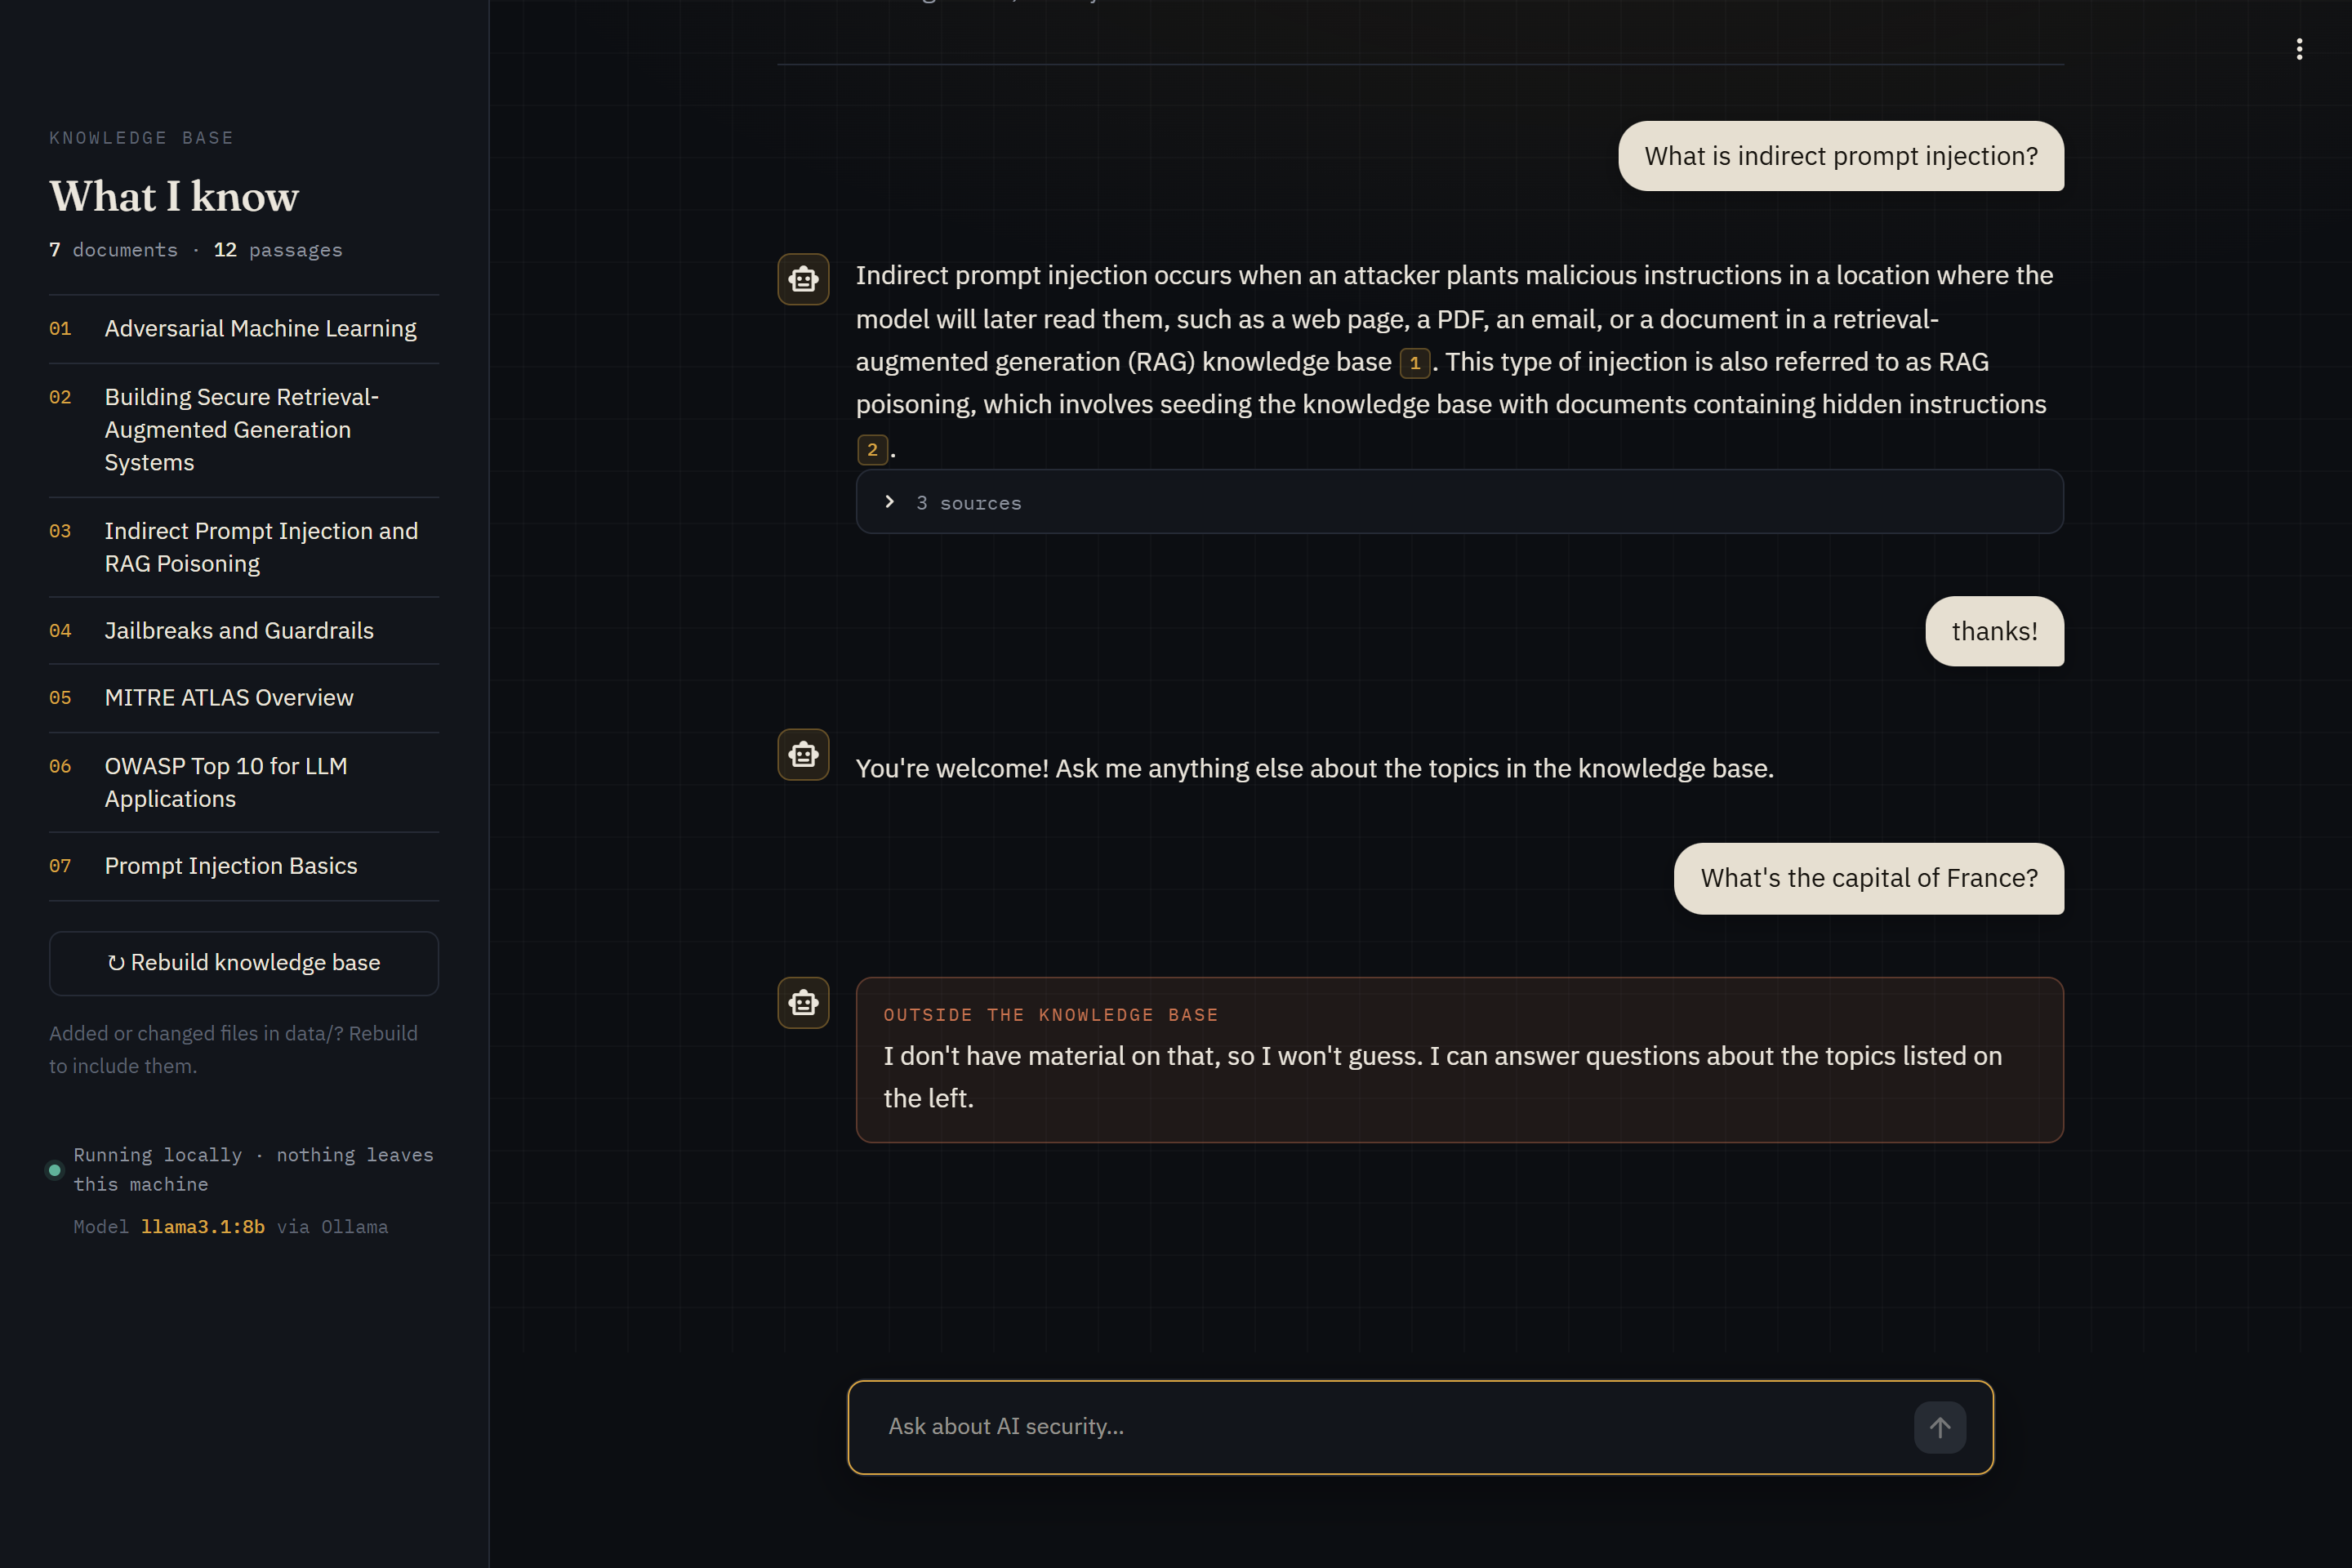 KNOWLEDGE BASE
What I know
7 documents · 12 passages
01 Adversarial Machine Learning
02 Building Secure Retrieval-
Augmented Generation
Systems
03 Indirect Prompt Injection and
RAG Poisoning
04 Jailbreaks and Guardrails
05 MITRE ATLAS Overview
06 OWASP Top 10 for LLM
Applications
07 Prompt Injection Basics
↻ Rebuild knowledge base
Added or changed files in data/? Rebuild
to include them.
Running locally · nothing leaves
this machine
Model llama3.1:8b via Ollama
What is indirect prompt injection?
Indirect prompt injection occurs when an attacker plants malicious instructions in a location where the
model will later read them, such as a web page, a PDF, an email, or a document in a retrieval-
augmented generation (RAG) knowledge base 1. This type of injection is also referred to as RAG
poisoning, which involves seeding the knowledge base with documents containing hidden instructions
2.
3 sources
thanks!
You're welcome! Ask me anything else about the topics in the knowledge base.
What's the capital of France?
OUTSIDE THE KNOWLEDGE BASE
I don't have material on that, so I won't guess. I can answer questions about the topics listed on
the left.
Ask about AI security...